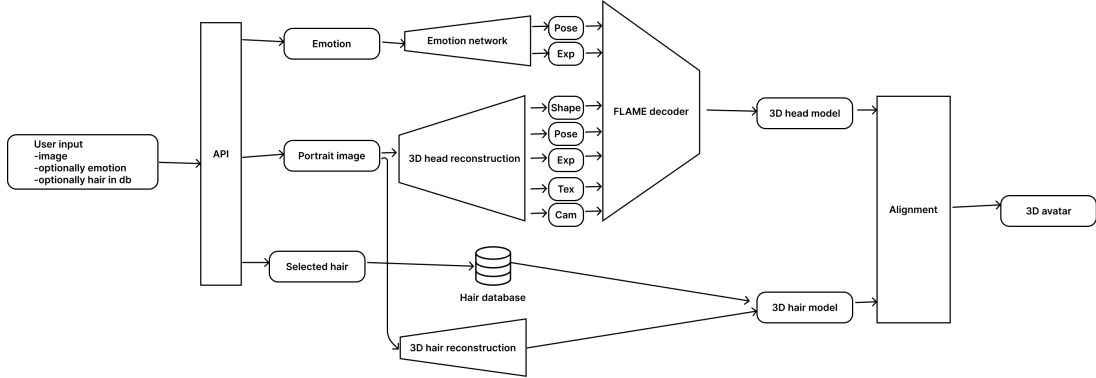 User input
-image
-optionally emotion
-optionally hair in db
API
Emotion
Emotion network
Pose
Exp
Portrait image
3D head reconstruction
Shape
Pose
Exp
Tex
Cam
FLAME decoder
3D head model
Selected hair
Hair database
3D hair reconstruction
3D hair model
Alignment
3D avatar